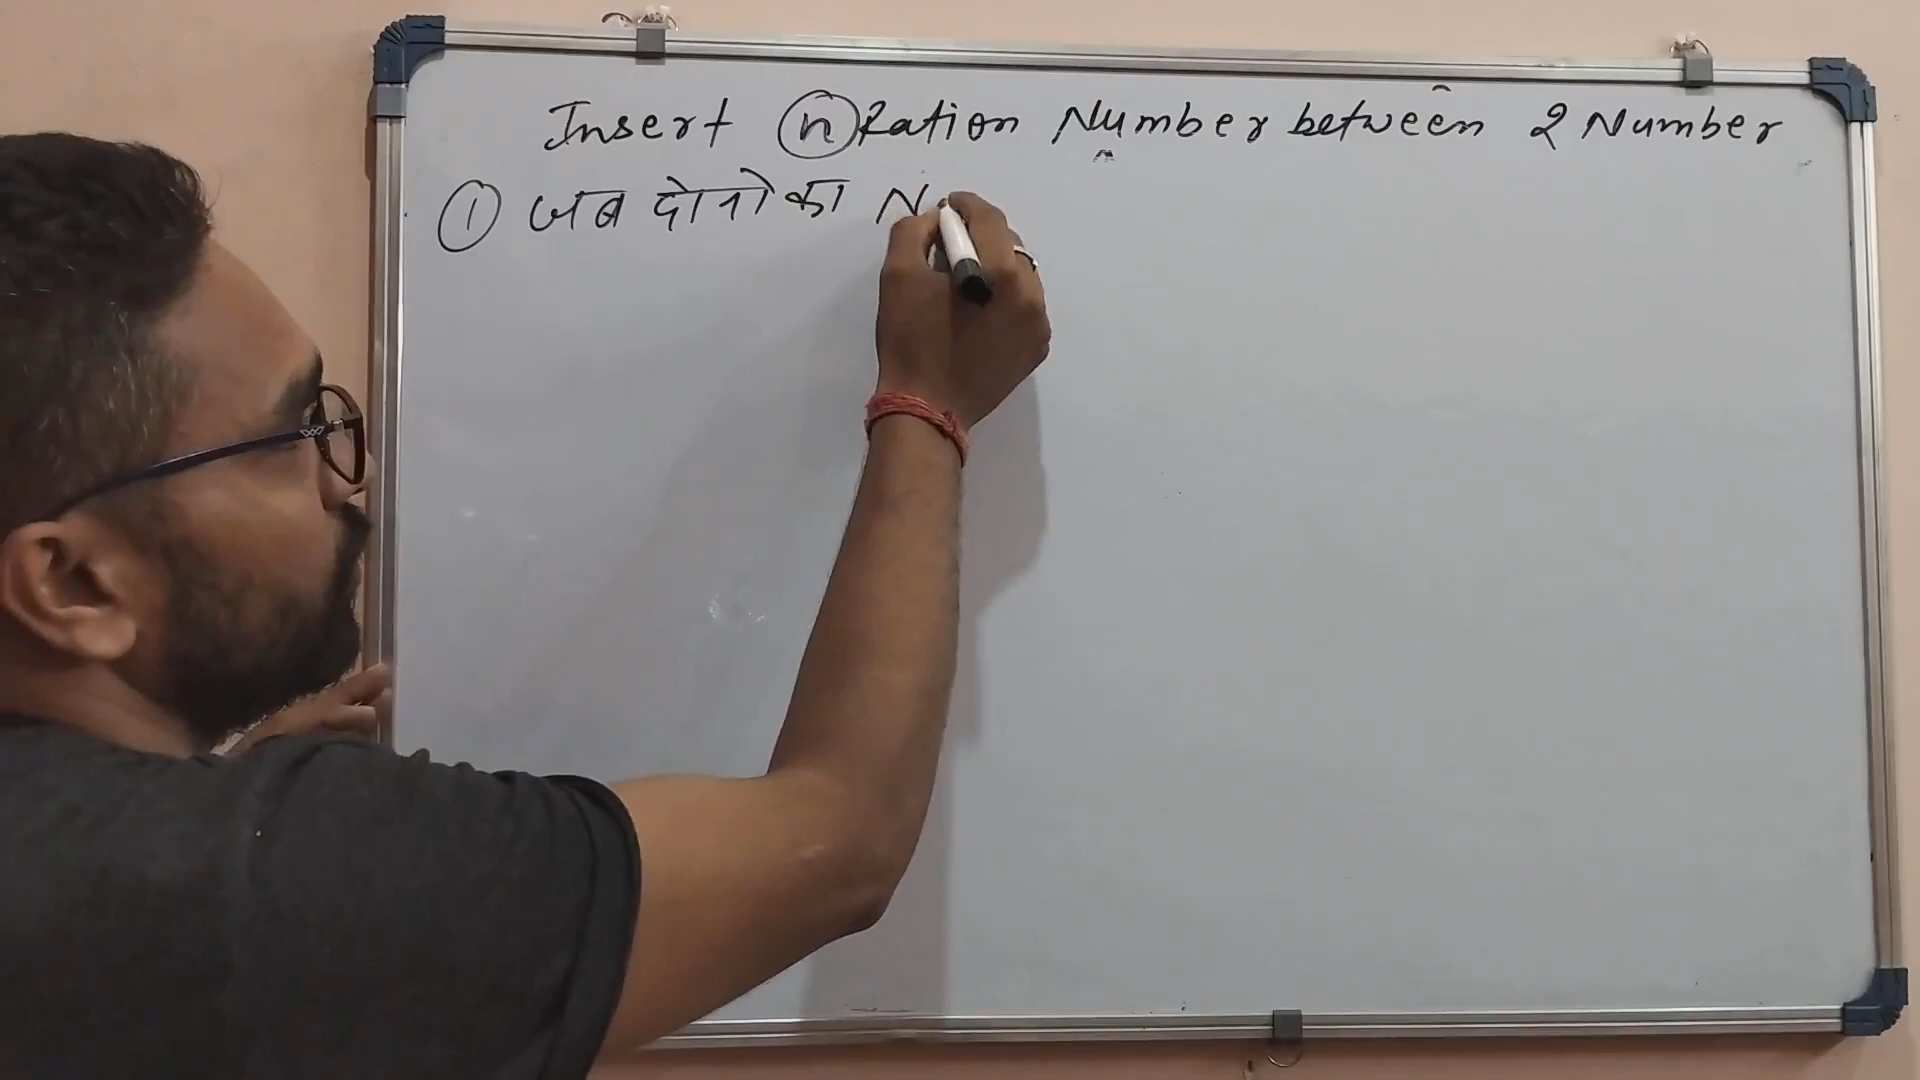 Insert n Ration Number between 2 Number
① जब दोनो का N